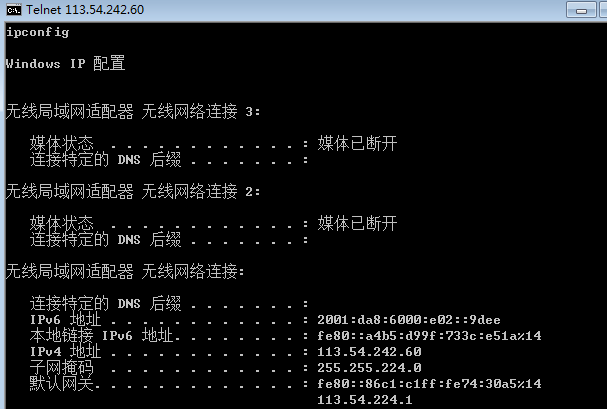 Telnet 113.54.242.60
ipconfig
Windows IP 配置
无线局域网适配器 无线网络连接 3:
媒体状态 . . . . . . . . . . . . : 媒体已断开
连接特定的 DNS 后缀 . . . . . . . :
无线局域网适配器 无线网络连接 2:
媒体状态 . . . . . . . . . . . . : 媒体已断开
连接特定的 DNS 后缀 . . . . . . . :
无线局域网适配器 无线网络连接:
连接特定的 DNS 后缀 . . . . . . . :
IPv6 地址 . . . . . . . . . . . . : 2001:da8:6000:e02::9dee
本地链接 IPv6 地址. . . . . . . . : fe80::a4b5:d99f:733c:e51a%14
IPv4 地址 . . . . . . . . . . . . : 113.54.242.60
子网掩码 . . . . . . . . . . . . : 255.255.224.0
默认网关. . . . . . . . . . . . . : fe80::86c1:c1ff:fe74:30a5%14
113.54.224.1